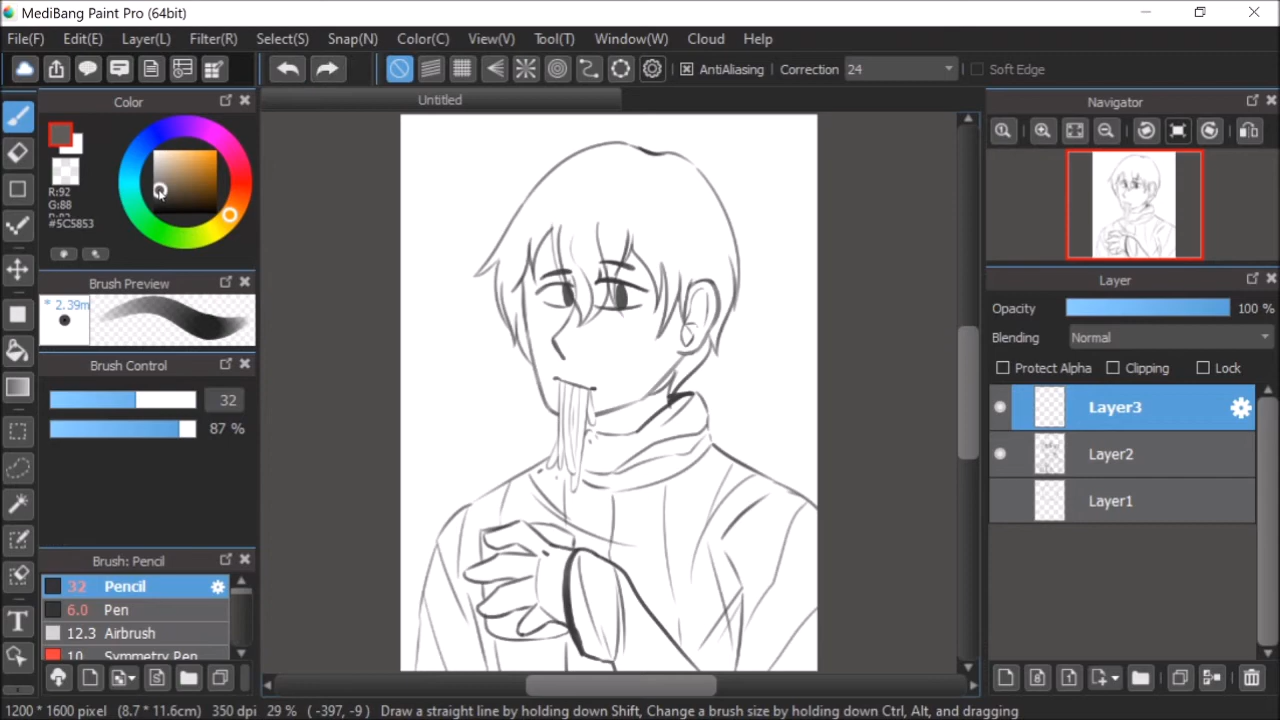 MediBang Paint Pro (64bit)
File(F) Edit(E) Layer(L) Filter(R) Select(S) Snap(N) Color(C) View(V) Tool(T) Window(W) Cloud Help
AntiAliasing Correction 24 Soft Edge
Color
Untitled
Navigator
R:92
G:88
#5C5853
Brush Preview
* 2.39m
Layer
Opacity 100 %
Blending Normal
Brush Control
Protect Alpha Clipping Lock
32
87 %
Layer3
Layer2
Layer1
Brush: Pencil
32 Pencil
6.0 Pen
12.3 Airbrush
10 Symmetry Pen
1200 * 1600 pixel (8.7 * 11.6cm) 350 dpi 29 % ( -397, -9 ) Draw a straight line by holding down Shift, Change a brush size by holding down Ctrl, Alt, and dragging